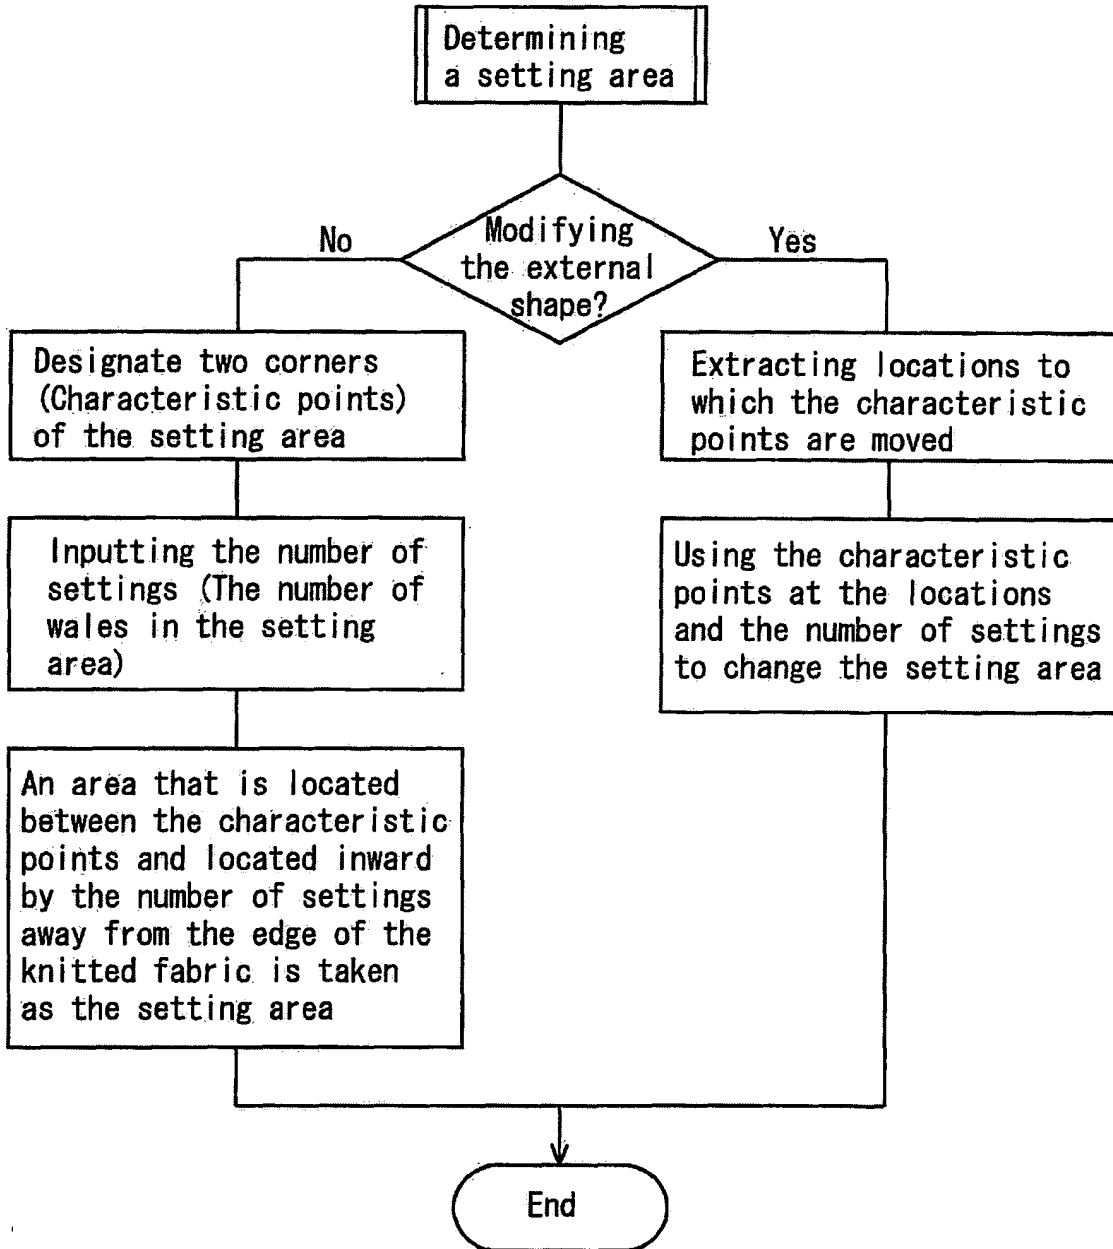 Determining
a setting area
Modifying
the external
shape?
No
Yes
Designate two corners
(Characteristic points)
of the setting area
Inputting the number of
settings (The number of
wales in the setting
area)
An area that is located
between the characteristic
points and located inward
by the number of settings
away from the edge of the
knitted fabric is taken
as the setting area
Extracting locations to
which the characteristic
points are moved
Using the characteristic
points at the locations
and the number of settings
to change the setting area
End